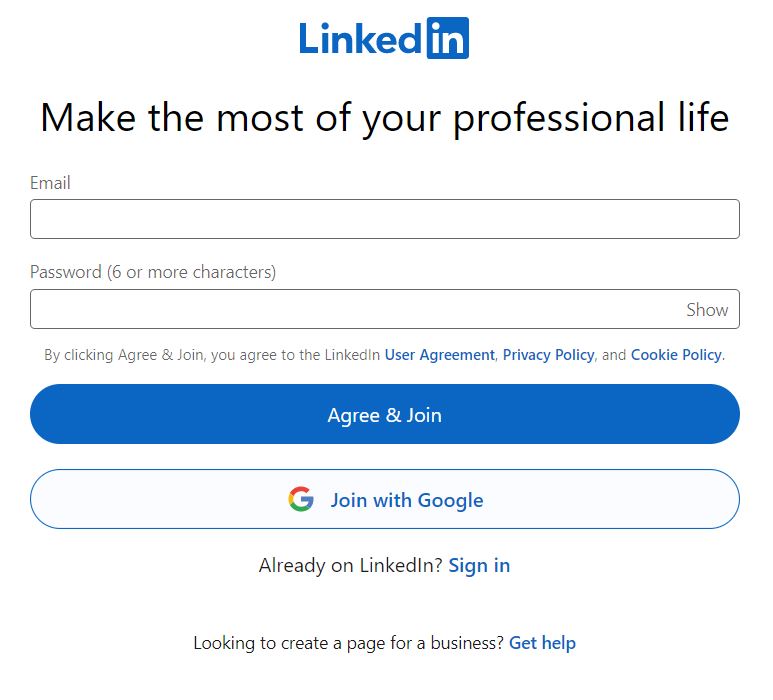 LinkedIn
Make the most of your professional life
Email
Password (6 or more characters)
Show
By clicking Agree & Join, you agree to the LinkedIn User Agreement, Privacy Policy, and Cookie Policy.
Agree & Join
Join with Google
Already on LinkedIn? Sign in
Looking to create a page for a business? Get help